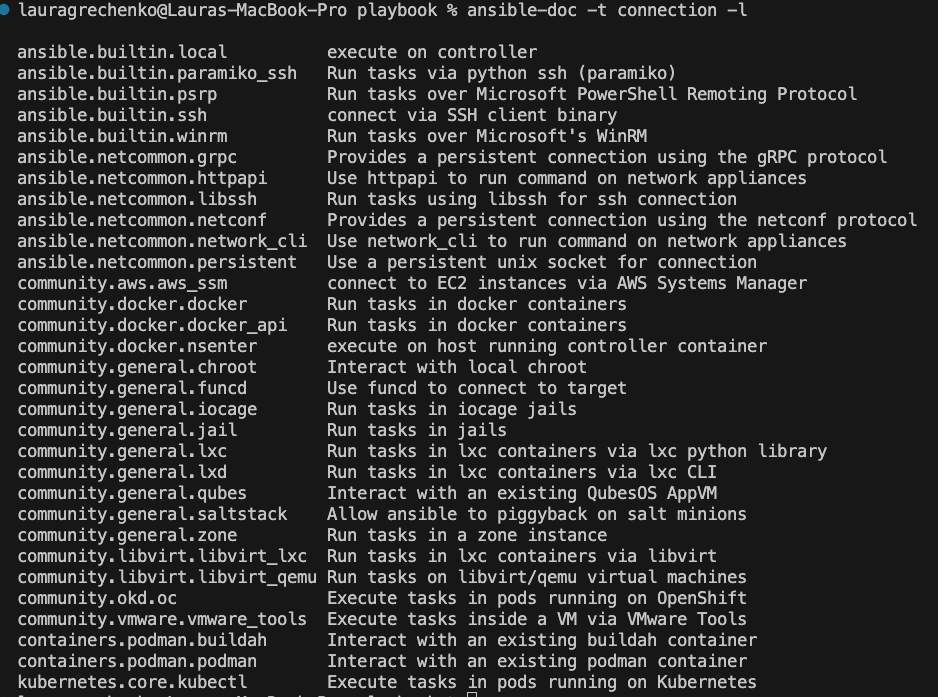 lauragrechenko@Lauras-MacBook-Pro playbook % ansible-doc -t connection -l
ansible.builtin.local execute on controller
ansible.builtin.paramiko_ssh Run tasks via python ssh (paramiko)
ansible.builtin.psrp Run tasks over Microsoft PowerShell Remoting Protocol
ansible.builtin.ssh connect via SSH client binary
ansible.builtin.winrm Run tasks over Microsoft's WinRM
ansible.netcommon.grpc Provides a persistent connection using the gRPC protocol
ansible.netcommon.httpapi Use httpapi to run command on network appliances
ansible.netcommon.libssh Run tasks using libssh for ssh connection
ansible.netcommon.netconf Provides a persistent connection using the netconf protocol
ansible.netcommon.network_cli Use network_cli to run command on network appliances
ansible.netcommon.persistent Use a persistent unix socket for connection
community.aws.aws_ssm connect to EC2 instances via AWS Systems Manager
community.docker.docker Run tasks in docker containers
community.docker.docker_api Run tasks in docker containers
community.docker.nsenter execute on host running controller container
community.general.chroot Interact with local chroot
community.general.funcd Use funcd to connect to target
community.general.iocage Run tasks in iocage jails
community.general.jail Run tasks in jails
community.general.lxc Run tasks in lxc containers via lxc python library
community.general.lxd Run tasks in lxc containers via lxc CLI
community.general.qubes Interact with an existing QubesOS AppVM
community.general.saltstack Allow ansible to piggyback on salt minions
community.general.zone Run tasks in a zone instance
community.libvirt.libvirt_lxc Run tasks in lxc containers via libvirt
community.libvirt.libvirt_qemu Run tasks on libvirt/qemu virtual machines
community.okd.oc Execute tasks in pods running on OpenShift
community.vmware.vmware_tools Execute tasks inside a VM via VMware Tools
containers.podman.buildah Interact with an existing buildah container
containers.podman.podman Interact with an existing podman container
kubernetes.core.kubectl Execute tasks in pods running on Kubernetes